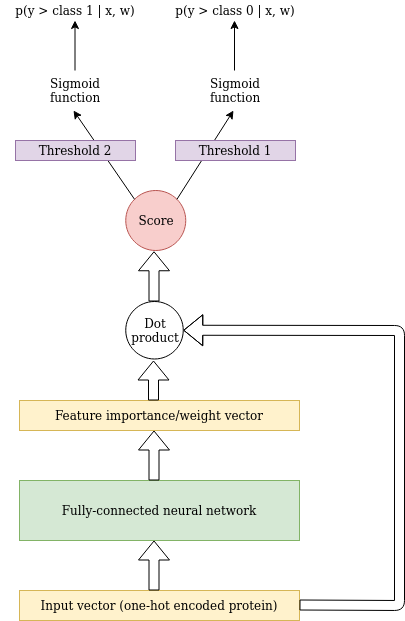 p(y > class 1 | x, w)
p(y > class 0 | x, w)
Sigmoid
function
Sigmoid
function
Threshold 2
Threshold 1
Score
Dot
product
Feature importance/weight vector
Fully-connected neural network
Input vector (one-hot encoded protein)